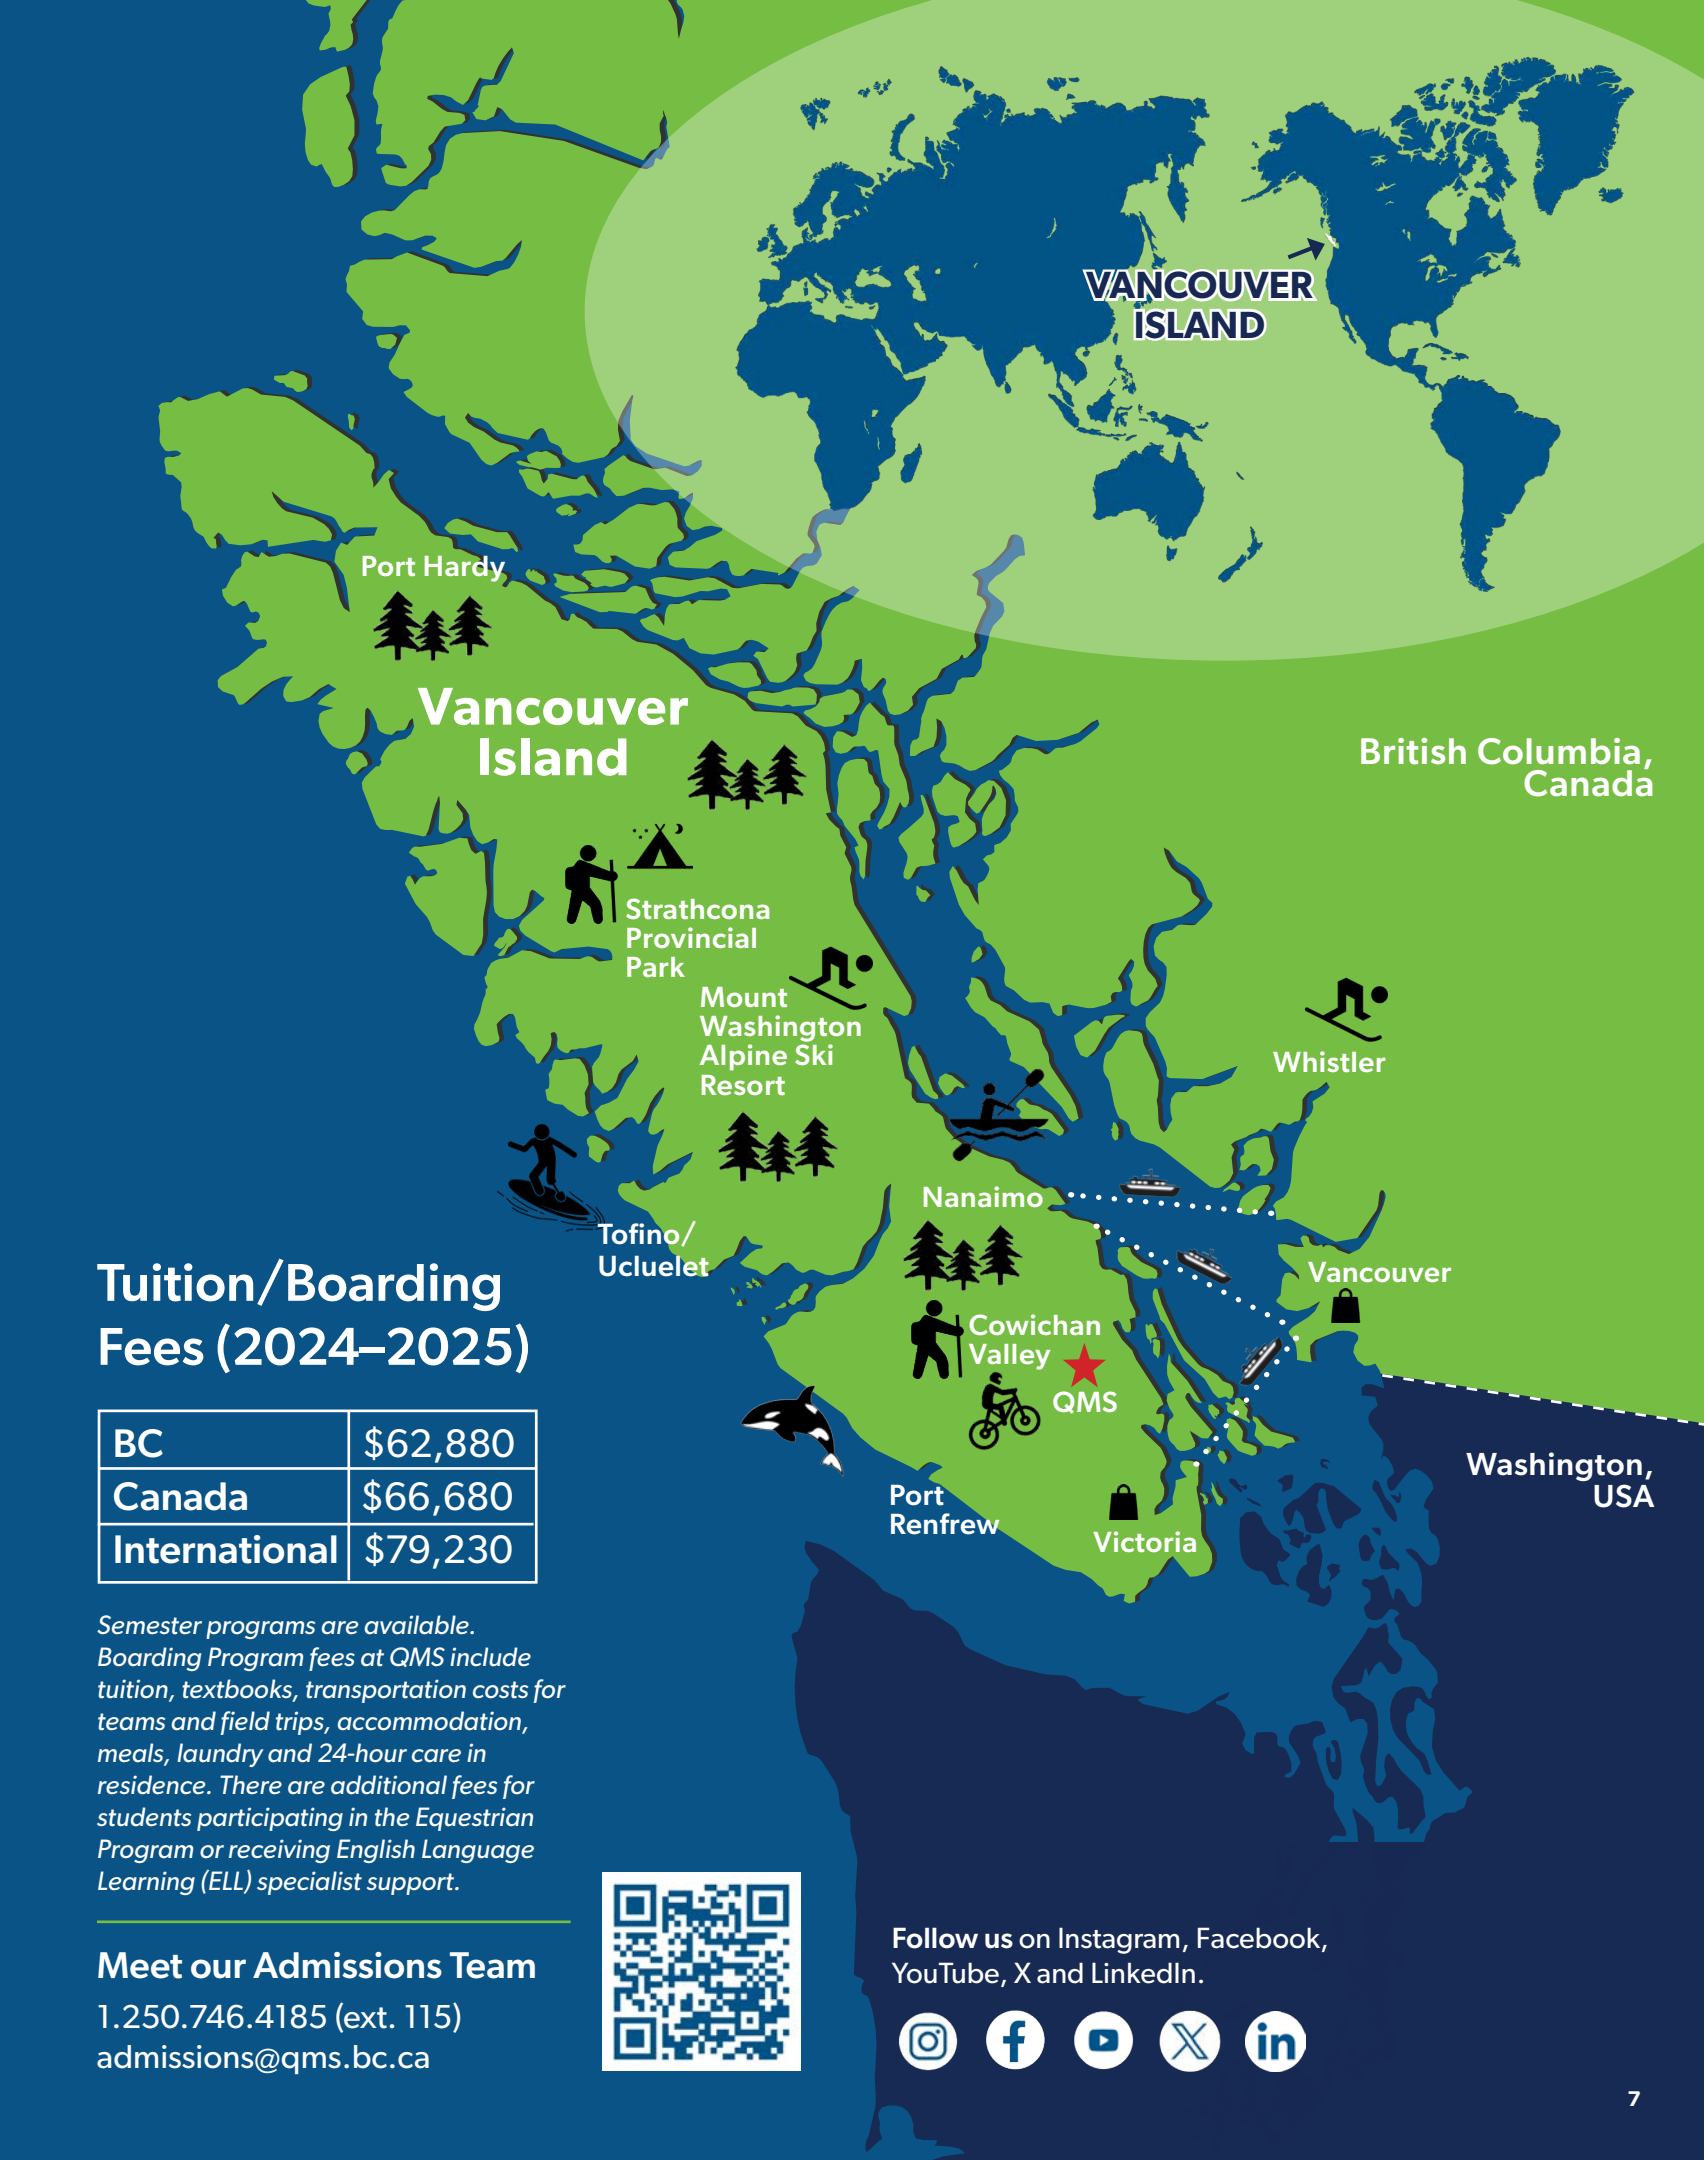 VANCOUVER
ISLAND
Port Hardy
Vancouver
Island
British Columbia,
Canada
Strathcona
Provincial
Park
Mount
Washington
Alpine Ski
Resort
Whistler
Nanaimo
Tofino/
Ucluelet
Vancouver
Cowichan
Valley
QMS
Washington,
USA
Port
Renfrew
Victoria
Tuition/Boarding
Fees (2024–2025)
BC $62,880
Canada $66,680
International $79,230
Semester programs are available.
Boarding Program fees at QMS include
tuition, textbooks, transportation costs for
teams and field trips, accommodation,
meals, laundry and 24-hour care in
residence. There are additional fees for
students participating in the Equestrian
Program or receiving English Language
Learning (ELL) specialist support.
Meet our Admissions Team
1.250.746.4185 (ext. 115)
admissions@qms.bc.ca
Follow us on Instagram, Facebook,
YouTube, X and LinkedIn.
7